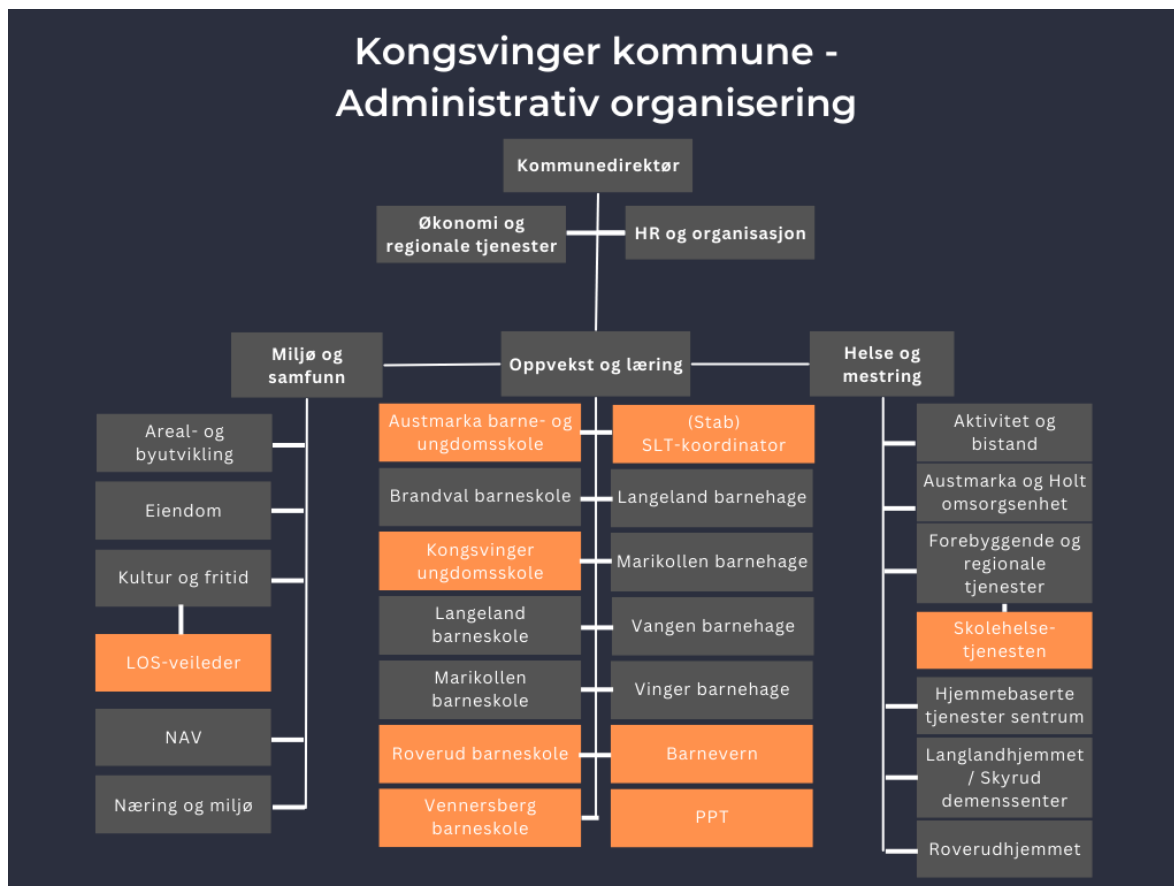 Kongsvinger kommune -
Administrativ organisering
Kommunedirektør
Økonomi og
regionale tjenester
HR og organisasjon
Miljø og
samfunn
Oppvekst og læring
Helse og
mestring
Areal- og
byutvikling
Eiendom
Kultur og fritid
LOS-veileder
NAV
Næring og miljø
Austmarka barne- og
ungdomsskole
Brandval barneskole
Kongsvinger
ungdomsskole
Langeland
barneskole
Marikollen
barneskole
Roverud barneskole
Vennersberg
barneskole
(Stab)
SLT-koordinator
Langeland barnehage
Marikollen barnehage
Vangen barnehage
Vinger barnehage
Barnevern
PPT
Aktivitet og
bistand
Austmarka og Holt
omsorgsenhet
Forebyggende og
regionale
tjenester
Skolehelse-
tjenesten
Hjemmebaserte
tjenester sentrum
Langlandhjemmet
/ Skyrud
demenssenter
Roverudhjemmet